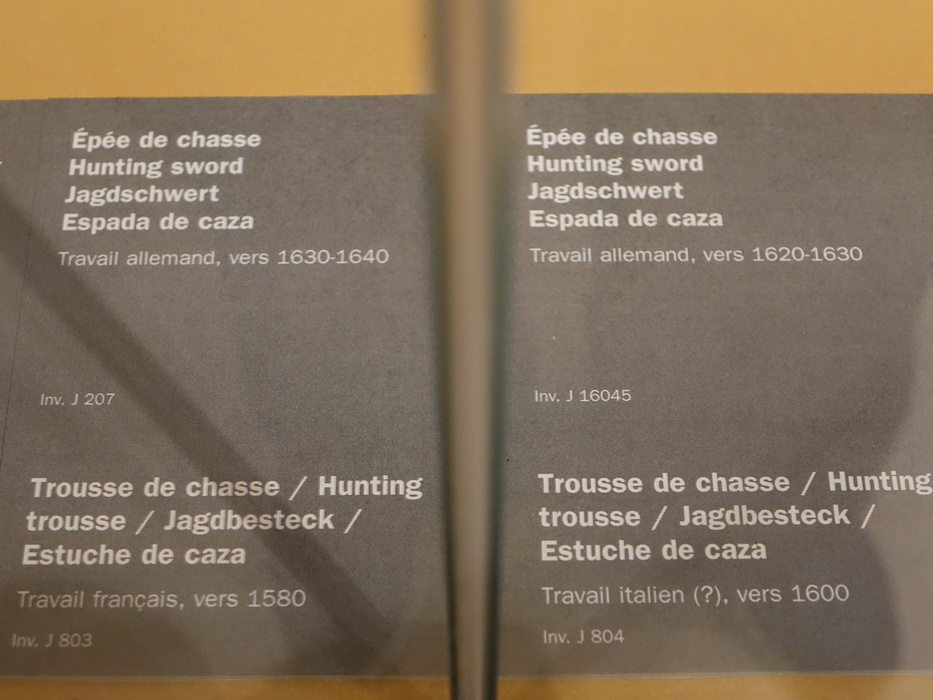 Épée de chasse
Hunting sword
Jagdschwert
Espada de caza
Travail allemand, vers 1630-1640
Inv. J 207
Trousse de chasse / Hunting
trousse / Jagdbesteck /
Estuche de caza
Travail français, vers 1580
Inv. J 803
Épée de chasse
Hunting sword
Jagdschwert
Espada de caza
Travail allemand, vers 1620-1630
Inv. J 16045
Trousse de chasse / Hunting
trousse / Jagdbesteck /
Estuche de caza
Travail italien (?), vers 1600
Inv. J 804